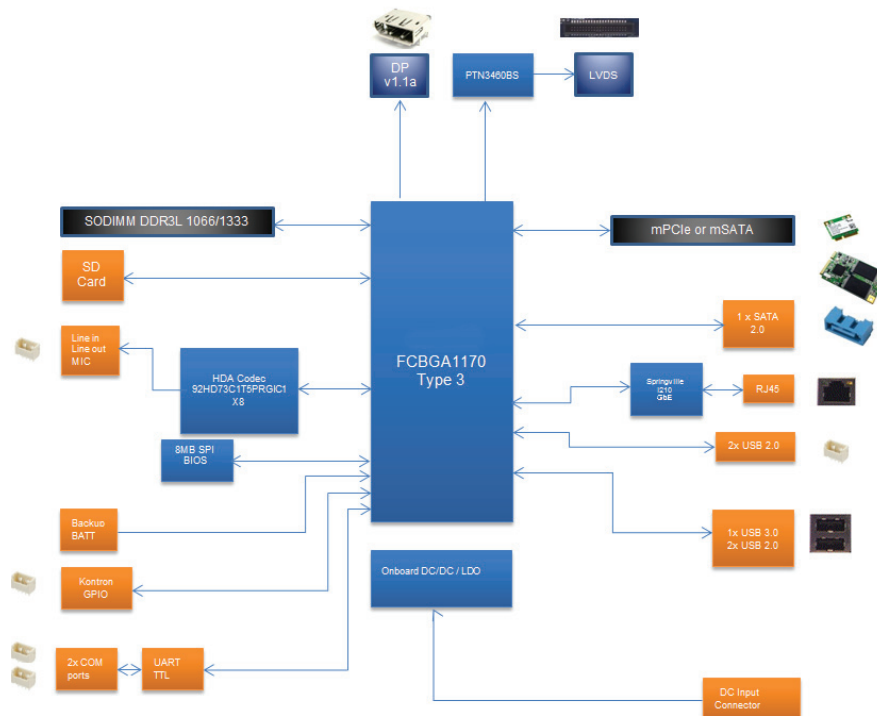 DP
v1.1a
PTN3460BS
LVDS
SODIMM DDR3L 1066/1333
mPCIe or mSATA
SD
Card
1 x SATA
2.0
Line in
Line out
MIC
HDA Codec
92HD73C1T5PRGIC1
X8
FCBGA1170
Type 3
Springville
I210
GbE
RJ45
8MB SPI
BIOS
2x USB 2.0
Backup
BATT
1x USB 3.0
2x USB 2.0
Kontron
GPIO
Onboard DC/DC / LDO
2x COM
ports
UART
TTL
DC Input
Connector